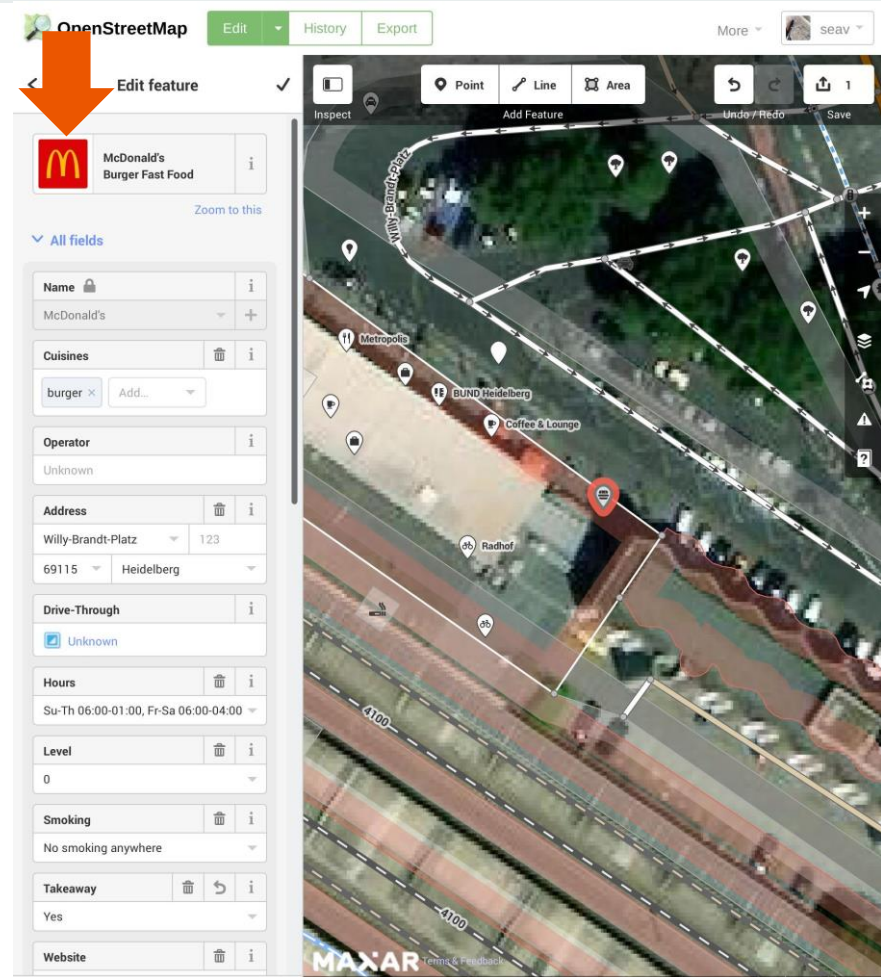 OpenStreetMap
Edit
History
Export
More
seav
Edit feature
Inspect
Point
Line
Area
Add Feature
Undo / Redo
1
Save
McDonald's
Burger Fast Food
i
Zoom to this
All fields
Name
i
McDonald's
+
Cuisines
i
burger ×
Add...
Operator
i
Unknown
Address
i
Willy-Brandt-Platz
123
69115
Heidelberg
Drive-Through
i
Unknown
Hours
i
Su-Th 06:00-01:00, Fr-Sa 06:00-04:00
Level
i
0
Smoking
i
No smoking anywhere
Takeaway
i
Yes
Website
i
Willy-Brandt-Platz
Metropolis
BUND Heidelberg
Coffee & Lounge
Radhof
4100
4100
MAXAR
Terms & Feedback
+
−
?